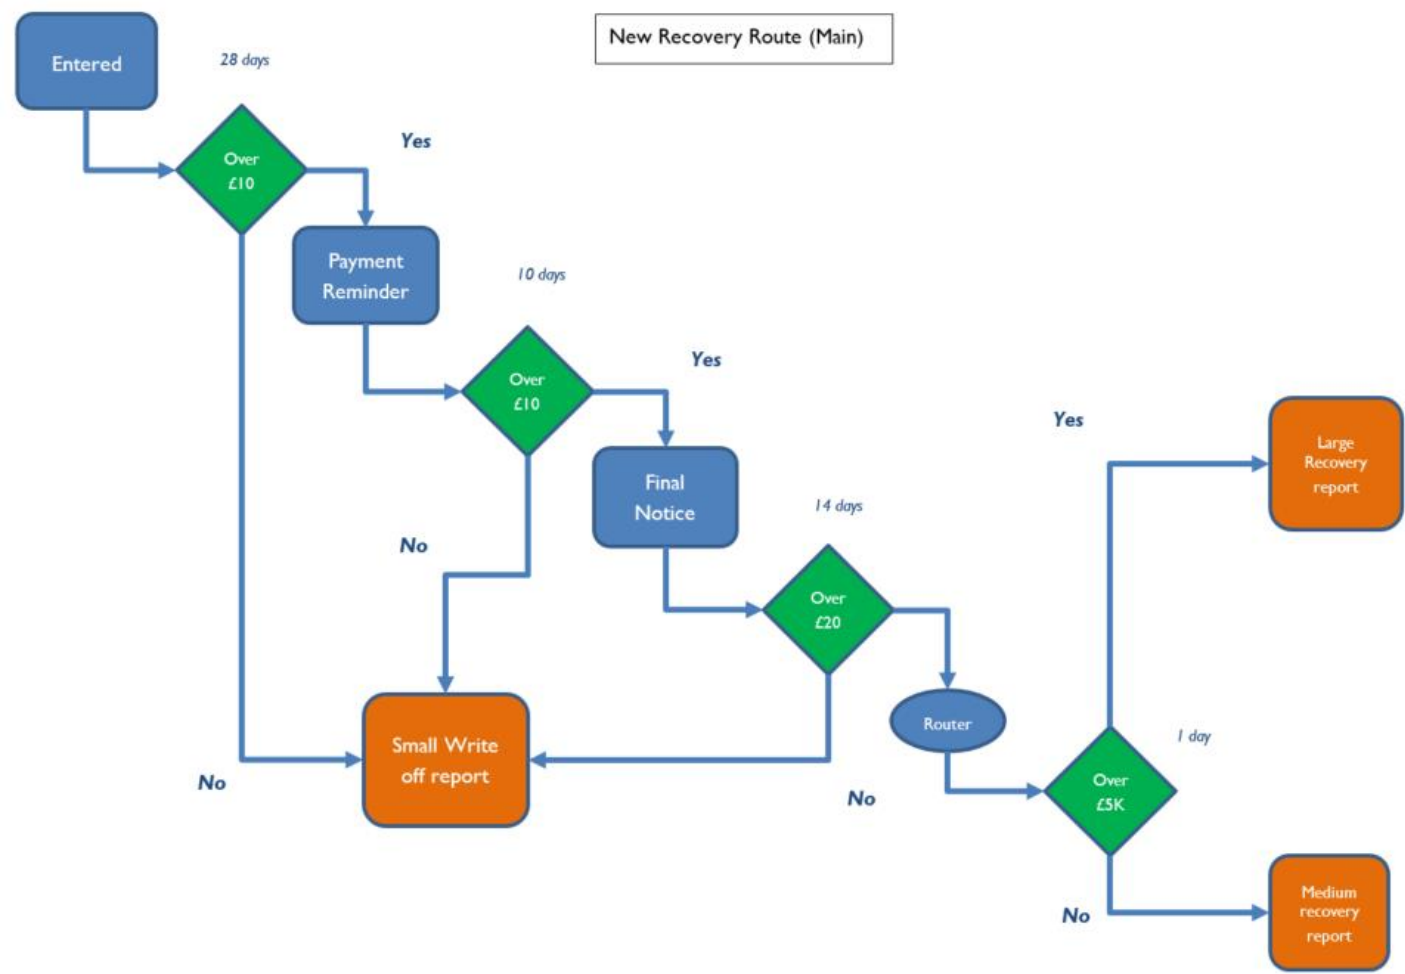 New Recovery Route (Main)
Entered
28 days
Over
£10
Yes
Payment
Reminder
10 days
Over
£10
Yes
Final
Notice
No
14 days
Over
£20
Router
Small Write
off report
No
No
1 day
Over
£5K
Yes
Large
Recovery
report
No
Medium
recovery
report